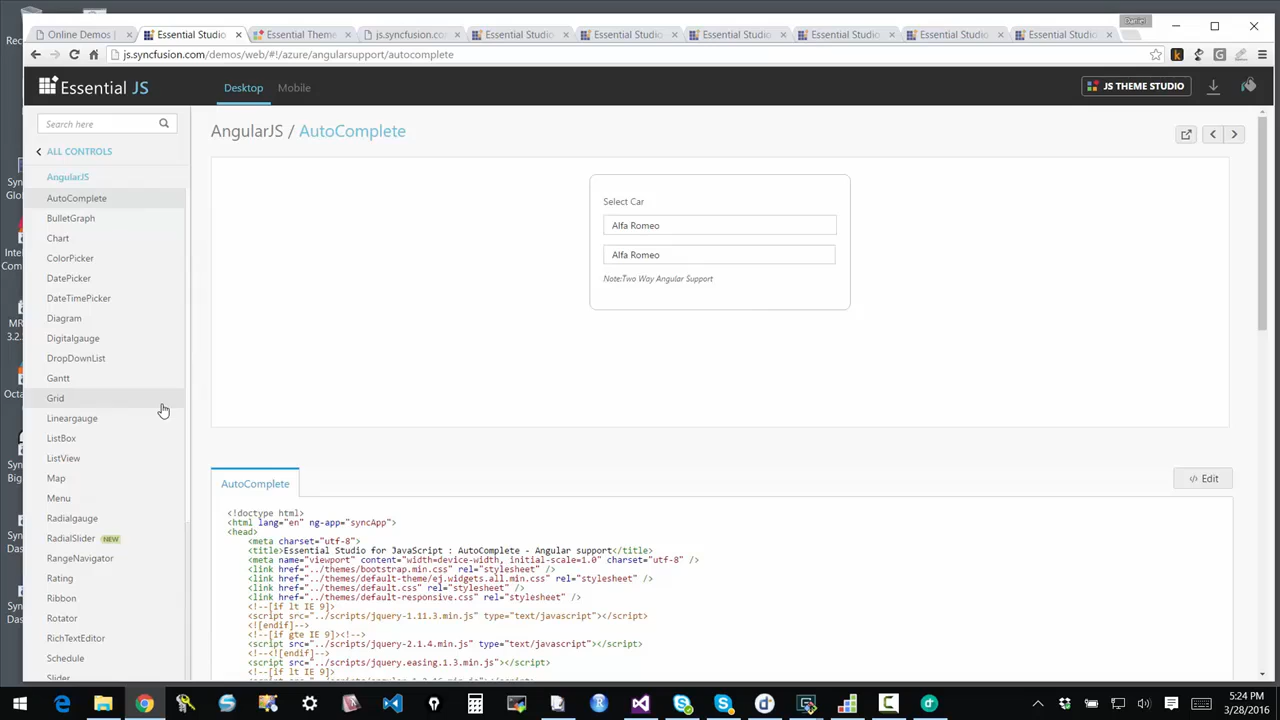 Daniel
Online Demos |
Essential Studio
Essential Theme
js.syncfusion.com/
Essential Studio
Essential Studio
Essential Studio
Essential Studio
Essential Studio
Essential Studio
js.syncfusion.com/demos/web/#!/azure/angularsupport/autocomplete
Essential JS
Desktop
Mobile
JS THEME STUDIO
Search here
AngularJS / AutoComplete
ALL CONTROLS
AngularJS
AutoComplete
BulletGraph
Chart
ColorPicker
DatePicker
DateTimePicker
Diagram
Digitalgauge
DropDownList
Gantt
Grid
Lineargauge
ListBox
ListView
Map
Menu
Radialgauge
RadialSlider NEW
RangeNavigator
Rating
Ribbon
Rotator
RichTextEditor
Schedule
Slider
Select Car
Alfa Romeo
Alfa Romeo
Note:Two Way Angular Support
AutoComplete
Edit
<!doctype html>
<html lang="en" ng-app="syncApp">
<head>
<meta charset="utf-8">
<title>Essential Studio for JavaScript : AutoComplete - Angular support</title>
<meta name="viewport" content="width=device-width, initial-scale=1.0" charset="utf-8" />
<link href="../themes/bootstrap.min.css" rel="stylesheet" />
<link href="../themes/default-theme/ej.widgets.all.min.css" rel="stylesheet" />
<link href="../themes/default.css" rel="stylesheet" />
<link href="../themes/default-responsive.css" rel="stylesheet" />
<!--[if lt IE 9]>
<script src="../scripts/jquery-1.11.3.min.js" type="text/javascript"></script>
<![endif]-->
<!--[if gte IE 9]><!-->
<script src="../scripts/jquery-2.1.4.min.js" type="text/javascript"></script>
<!--<![endif]-->
<script src="../scripts/jquery.easing.1.3.min.js"></script>
<!--[if lt IE 9]>
5:24 PM
3/28/2016